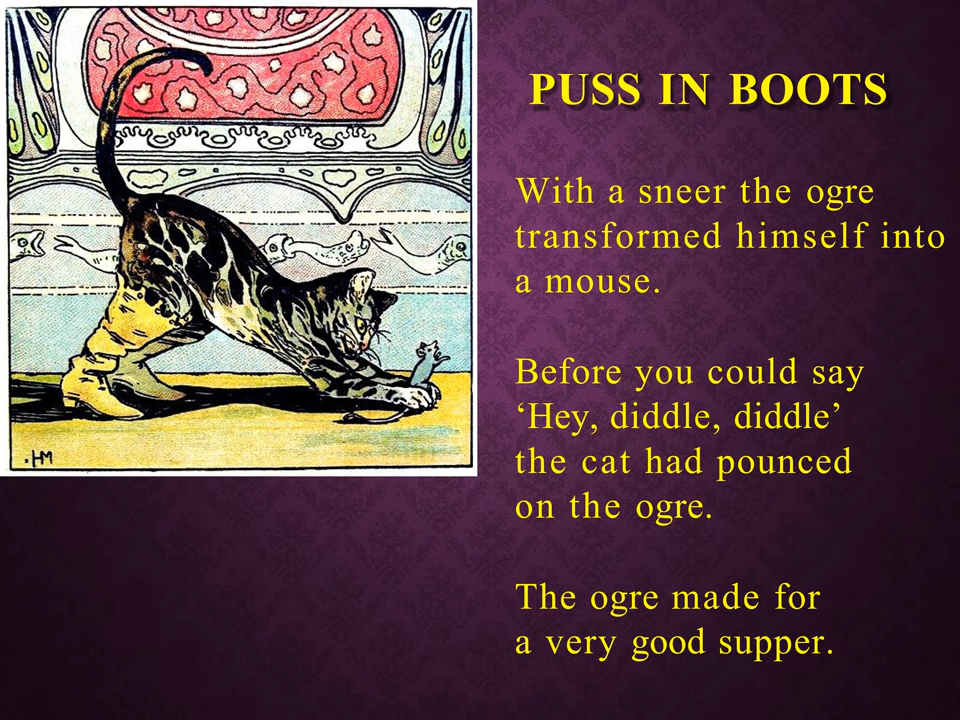 PUSS IN BOOTS
With a sneer the ogre
transformed himself into
a mouse.
Before you could say
‘Hey, diddle, diddle’
the cat had pounced
on the ogre.
The ogre made for
a very good supper.
.HM